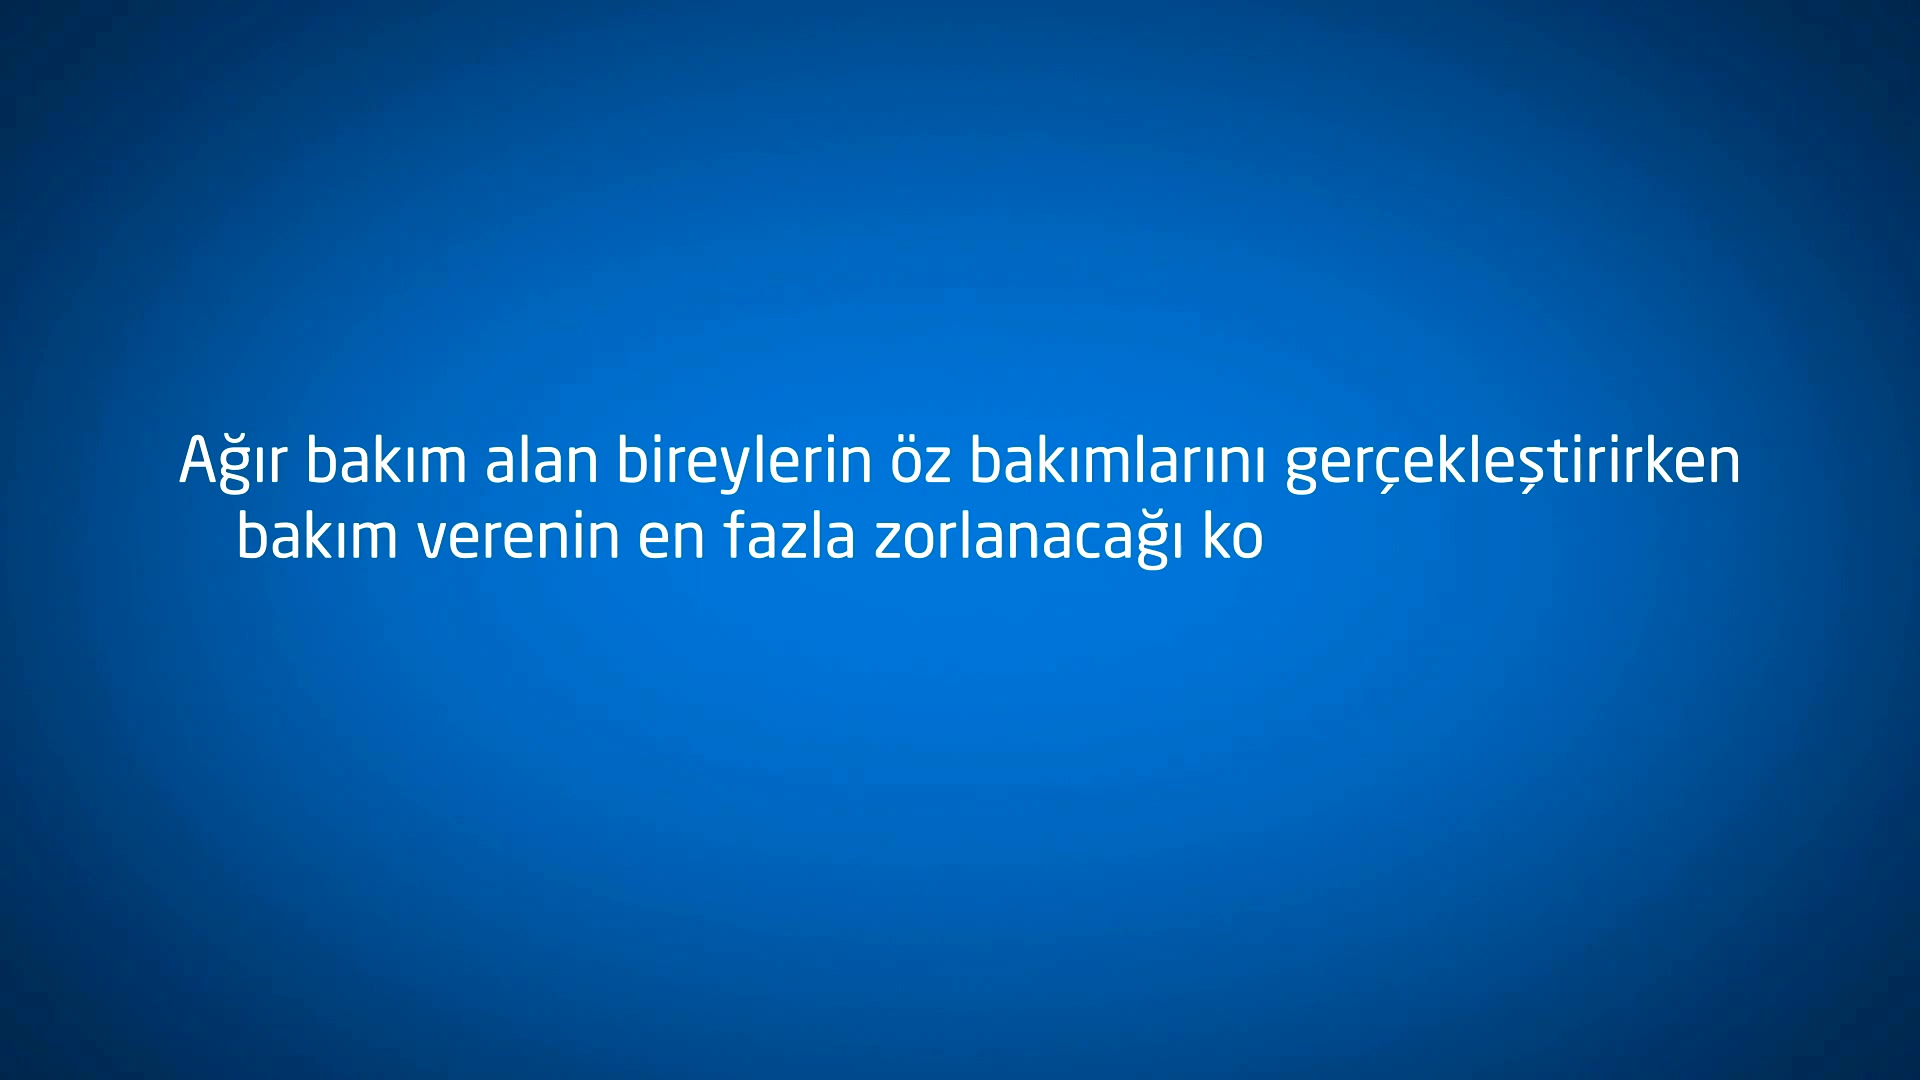 Ağır bakım alan bireylerin öz bakımlarını gerçekleştirirken
bakım verenin en fazla zorlanacağı ko